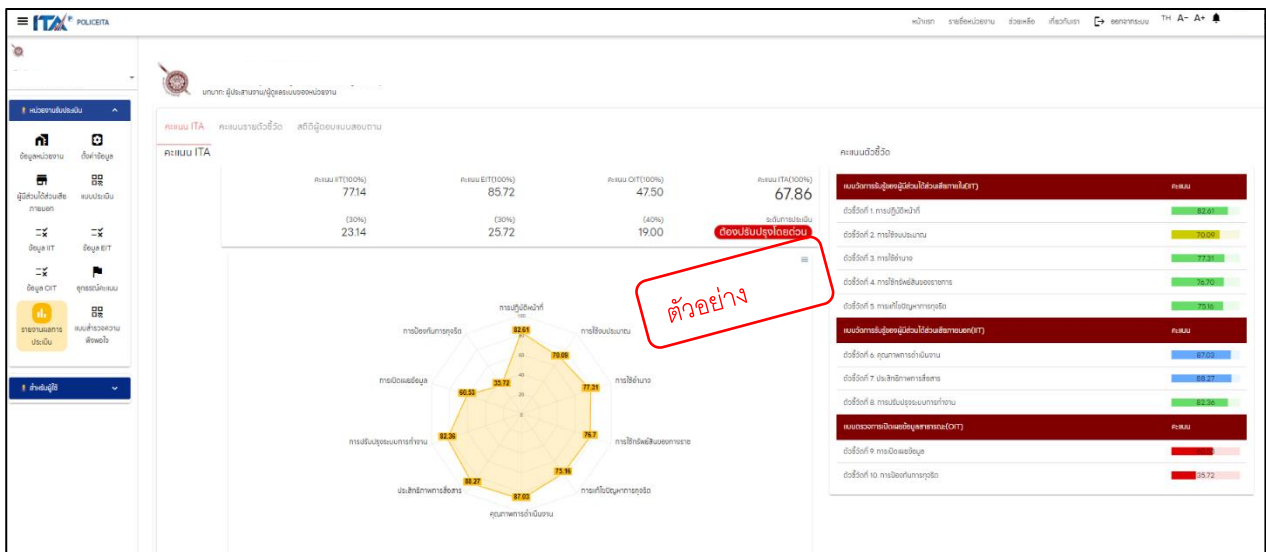 ITA POLICEITA
หน้าแรก รายชื่อหน่วยงาน ช่วยเหลือ เกี่ยวกับเรา ออกจากระบบ TH A- A+
บทบาท: ผู้ประสานงาน/ผู้ดูแลระบบของหน่วยงาน
หน่วยงานรับประเมิน
ข้อมูลหน่วยงาน ตั้งค่าข้อมูล
ผู้มีส่วนได้ส่วนเสียภายนอก แบบประเมิน
ข้อมูล IIT ข้อมูล EIT
ข้อมูล OIT อุทธรณ์คะแนน
รายงานผลการประเมิน แบบสำรวจความพึงพอใจ
สำหรับผู้ใช้
คะแนน ITA คะแนนรายตัวชี้วัด สถิติผู้ตอบแบบสอบถาม
คะแนน ITA
คะแนน IIT(100%) คะแนน EIT(100%) คะแนน OIT(100%) คะแนน ITA(100%)
77.14 85.72 47.50 67.86
(30%) (30%) (40%) ระดับการประเมิน
23.14 25.72 19.00 ต้องปรับปรุงโดยด่วน
ตัวอย่าง
การปฏิบัติหน้าที่
100
82.61
80
การป้องกันการทุจริต การใช้งบประมาณ
60 70.09
การเปิดเผยข้อมูล 35.72 40 การใช้อำนาจ
60.53 20 77.31
0
การปรับปรุงระบบการทำงาน 82.36 76.7 การใช้ทรัพย์สินของทางราช
88.27 75.16
ประสิทธิภาพการสื่อสาร 87.03 การแก้ไขปัญหาการทุจริต
คุณภาพการดำเนินงาน
คะแนนตัวชี้วัด
แบบวัดการรับรู้ของผู้มีส่วนได้ส่วนเสียภายใน(IIT) คะแนน
ตัวชี้วัดที่ 1. การปฏิบัติหน้าที่ 82.61
ตัวชี้วัดที่ 2. การใช้งบประมาณ 70.09
ตัวชี้วัดที่ 3. การใช้อำนาจ 77.31
ตัวชี้วัดที่ 4. การใช้ทรัพย์สินของราชการ 76.70
ตัวชี้วัดที่ 5. การแก้ไขปัญหาการทุจริต 75.16
แบบวัดการรับรู้ของผู้มีส่วนได้ส่วนเสียภายนอก(EIT) คะแนน
ตัวชี้วัดที่ 6. คุณภาพการดำเนินงาน 87.03
ตัวชี้วัดที่ 7. ประสิทธิภาพการสื่อสาร 88.27
ตัวชี้วัดที่ 8. การปรับปรุงระบบการทำงาน 82.36
แบบตรวจการเปิดเผยข้อมูลสาธารณะ(OIT) คะแนน
ตัวชี้วัดที่ 9. การเปิดเผยข้อมูล
ตัวชี้วัดที่ 10. การป้องกันการทุจริต 35.72